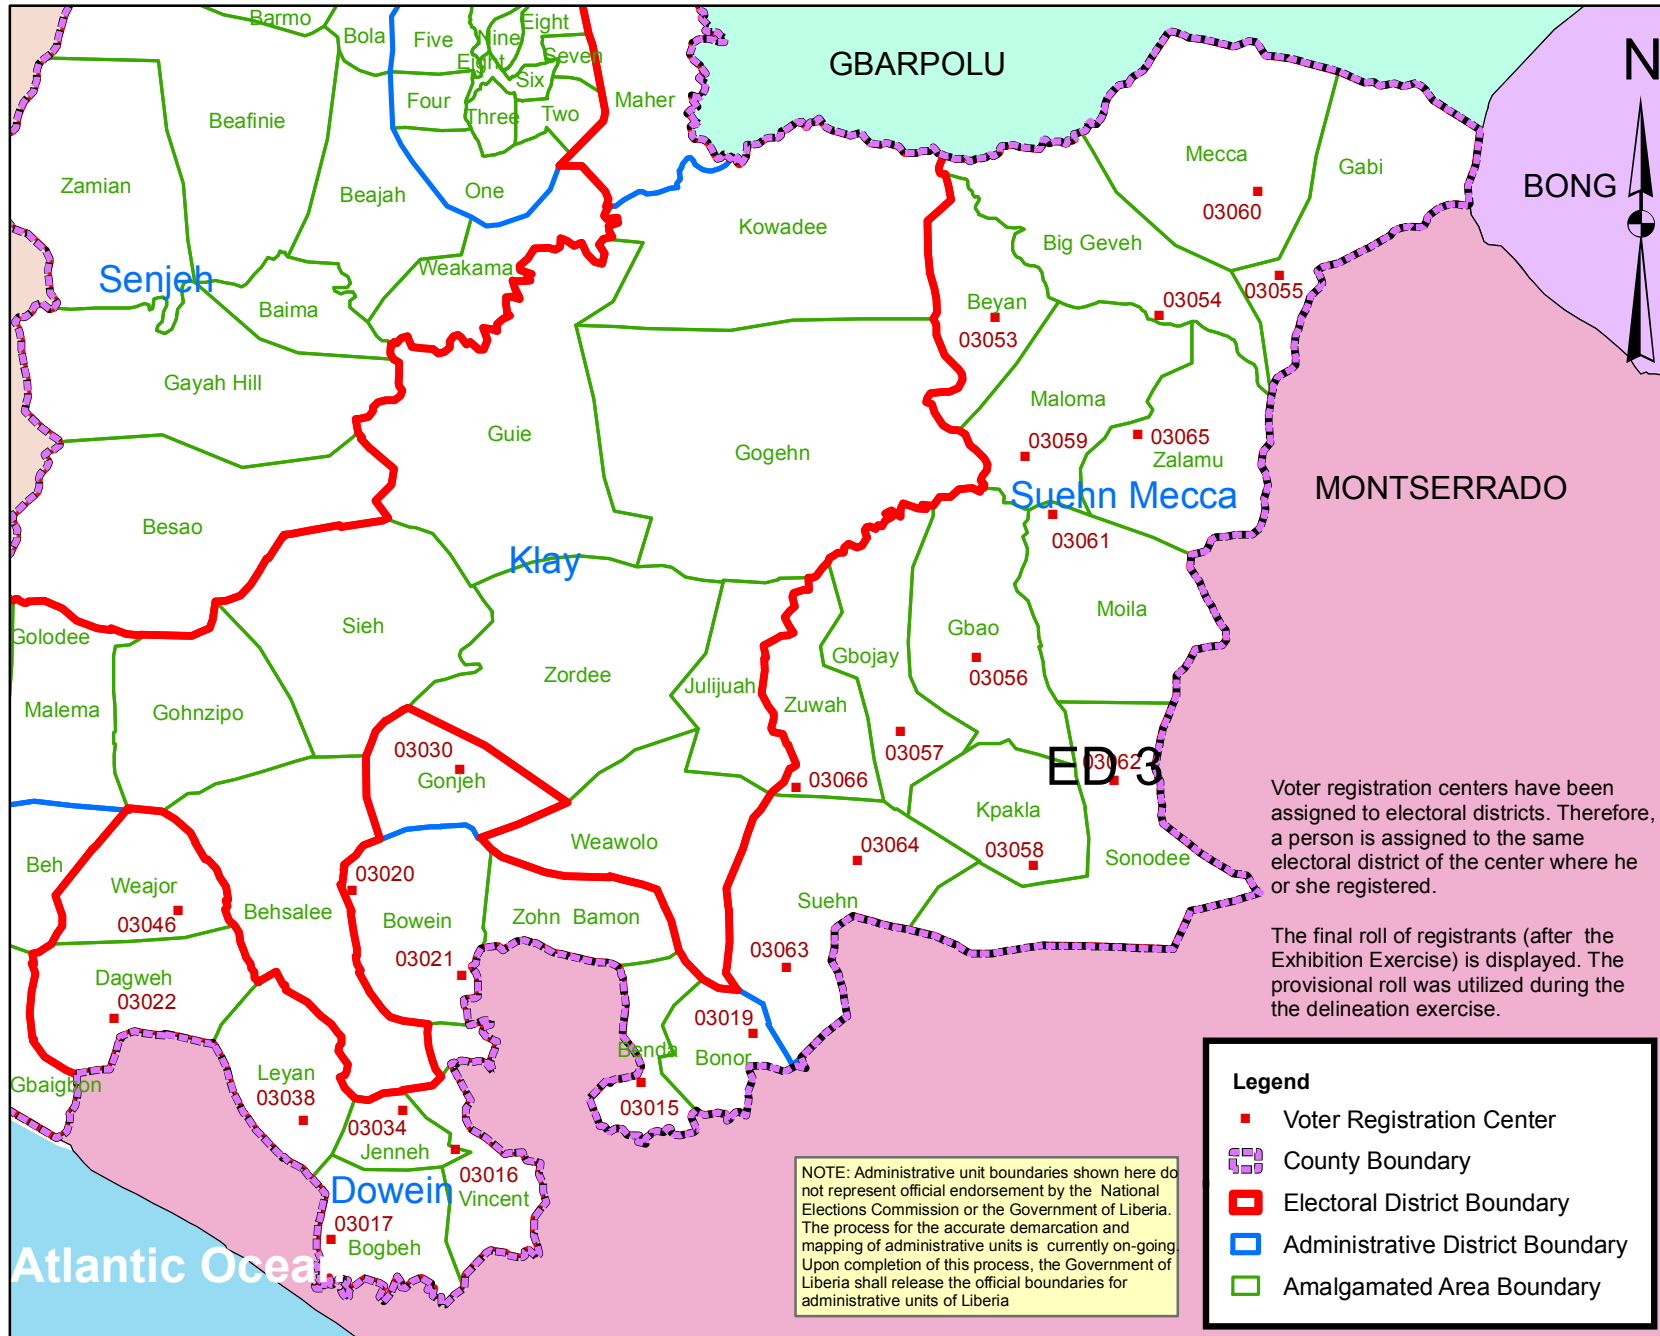 Barmo
Bola
Five
Nine
Eight
Seven
Eight
Six
Four
Three
Two
Maher
GBARPOLU
N
Beafinie
Zamian
Beajah
One
Mecca
Gabi
BONG
03060
Kowadee
Big Geveh
Senjeh
Weakama
Baima
Beyan
03053
03054
03055
Gayah Hill
Guie
Gogehn
Maloma
03059
03065
Zalamu
Suehn Mecca
MONTSERRADO
Besao
Klay
03061
Golodee
Sieh
Gbao
Moila
Gbojay
03056
Zordee
Julijuah
Zuwah
Malema
Gohnzipo
03030
Gonjeh
03057
03066
ED 3
03062
Kpakla
Weawolo
03064
03058
Sonodee
Beh
Weajor
03046
Behsalee
03020
Bowein
03021
Zohn
Bamon
Suehn
03063
Dagweh
03022
03019
Bonor
Benda
03015
Gbaigbon
Leyan
03038
03034
Jenneh
03016
Vincent
Dowein
03017
Bogbeh
Atlantic Ocea
Voter registration centers have been
assigned to electoral districts. Therefore,
a person is assigned to the same
electoral district of the center where he
or she registered.
The final roll of registrants (after the
Exhibition Exercise) is displayed. The
provisional roll was utilized during the
the delineation exercise.
NOTE: Administrative unit boundaries shown here do
not represent official endorsement by the National
Elections Commission or the Government of Liberia.
The process for the accurate demarcation and
mapping of administrative units is currently on-going.
Upon completion of this process, the Government of
Liberia shall release the official boundaries for
administrative units of Liberia
Legend
Voter Registration Center
County Boundary
Electoral District Boundary
Administrative District Boundary
Amalgamated Area Boundary